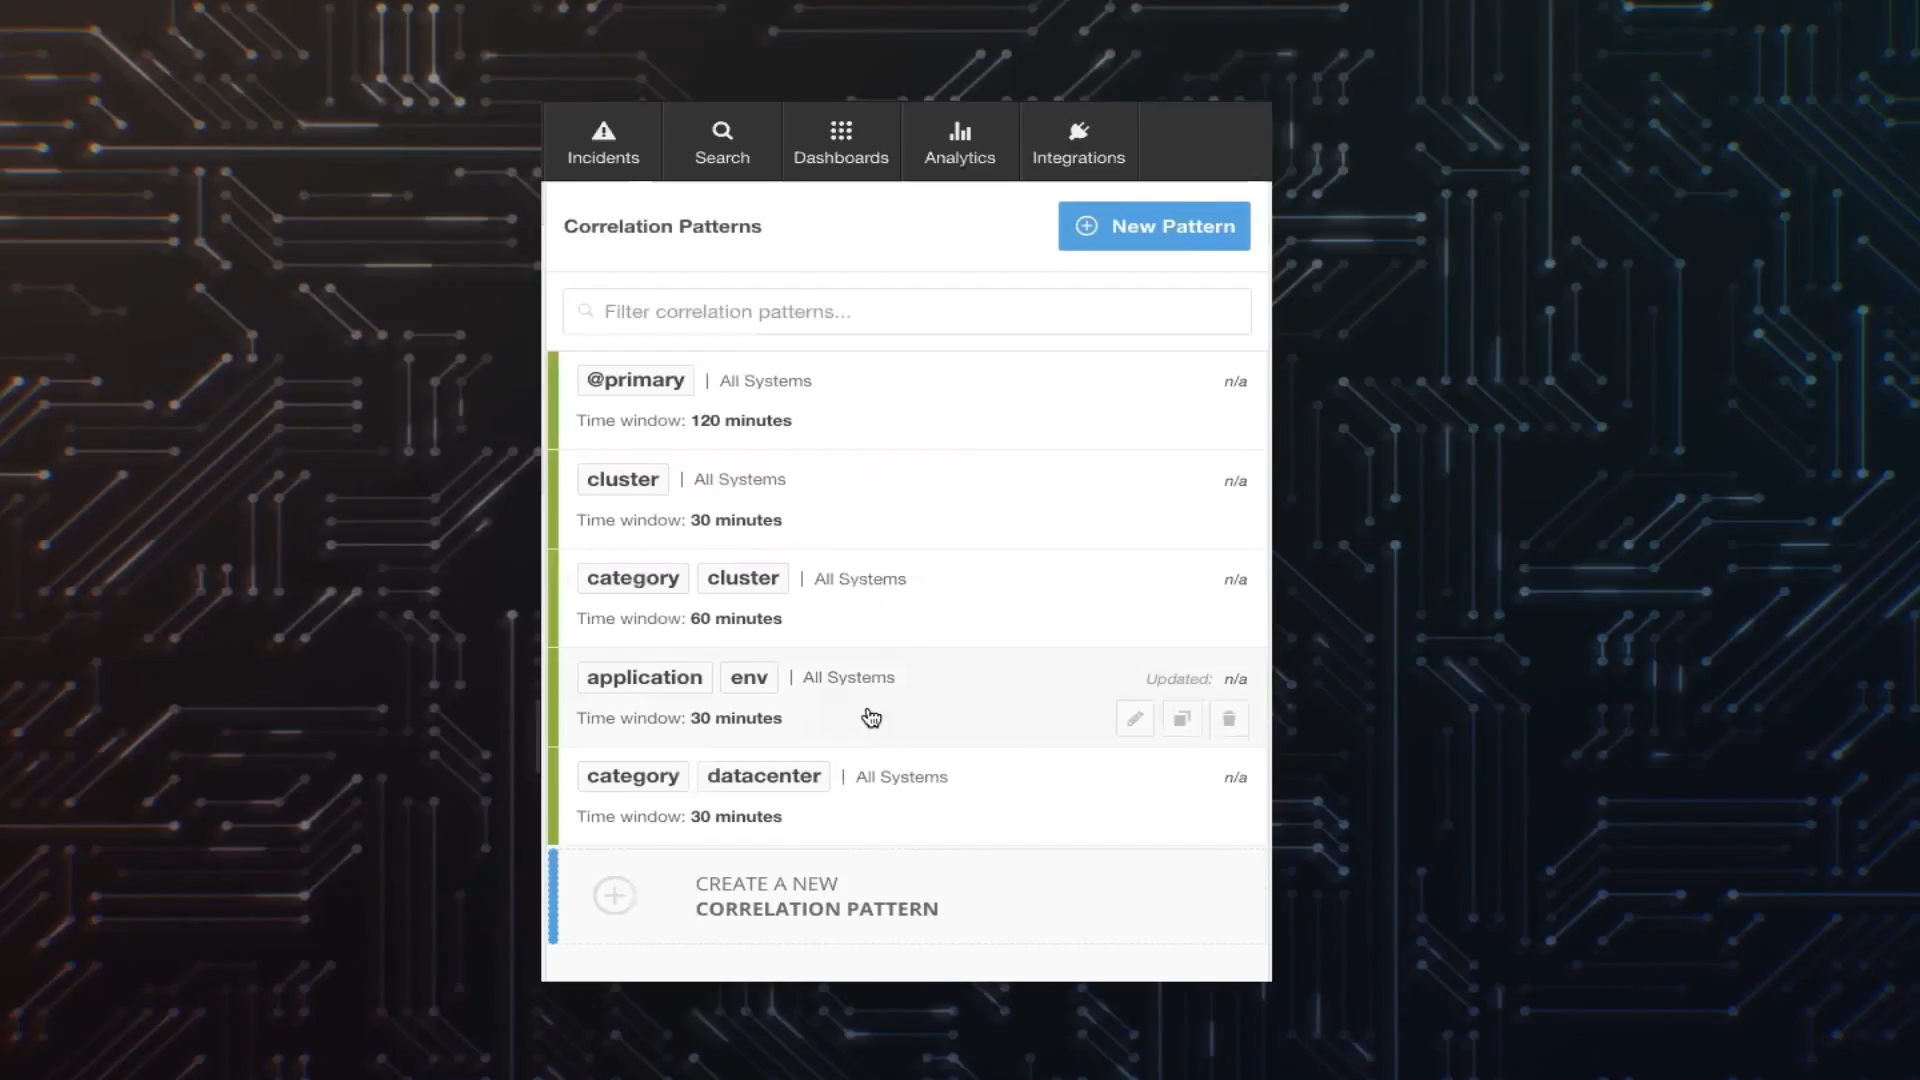 Incidents Search Dashboards Analytics Integrations
Correlation Patterns
New Pattern
Filter correlation patterns...
@primary | All Systems n/a
Time window: 120 minutes
cluster | All Systems n/a
Time window: 30 minutes
category cluster | All Systems n/a
Time window: 60 minutes
application env | All Systems Updated: n/a
Time window: 30 minutes
category datacenter | All Systems n/a
Time window: 30 minutes
CREATE A NEW
CORRELATION PATTERN